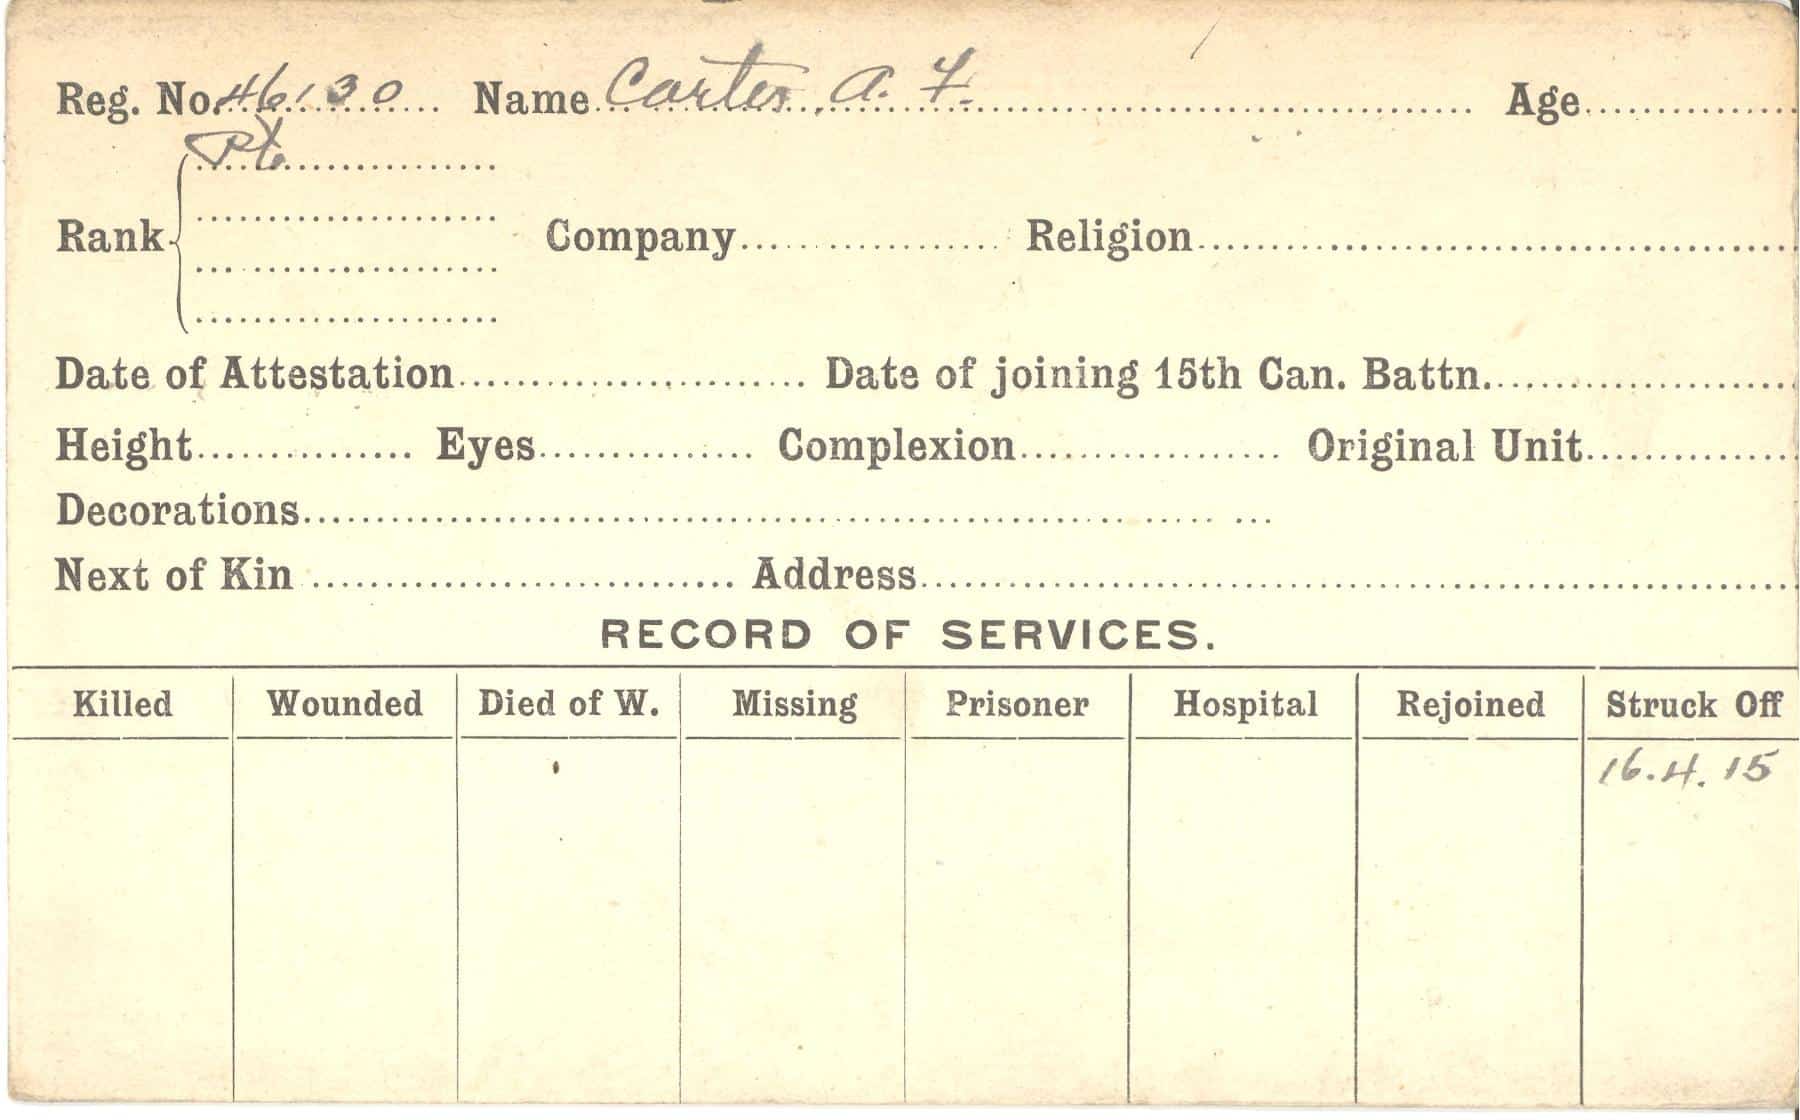 Reg. No. 46130 Name Carter, A. F. Age
Pte
Rank Company Religion
Date of Attestation Date of joining 15th Can. Battn.
Height Eyes Complexion Original Unit
Decorations
Next of Kin Address
RECORD OF SERVICES.
Killed Wounded Died of W. Missing Prisoner Hospital Rejoined Struck Off
16.4.15